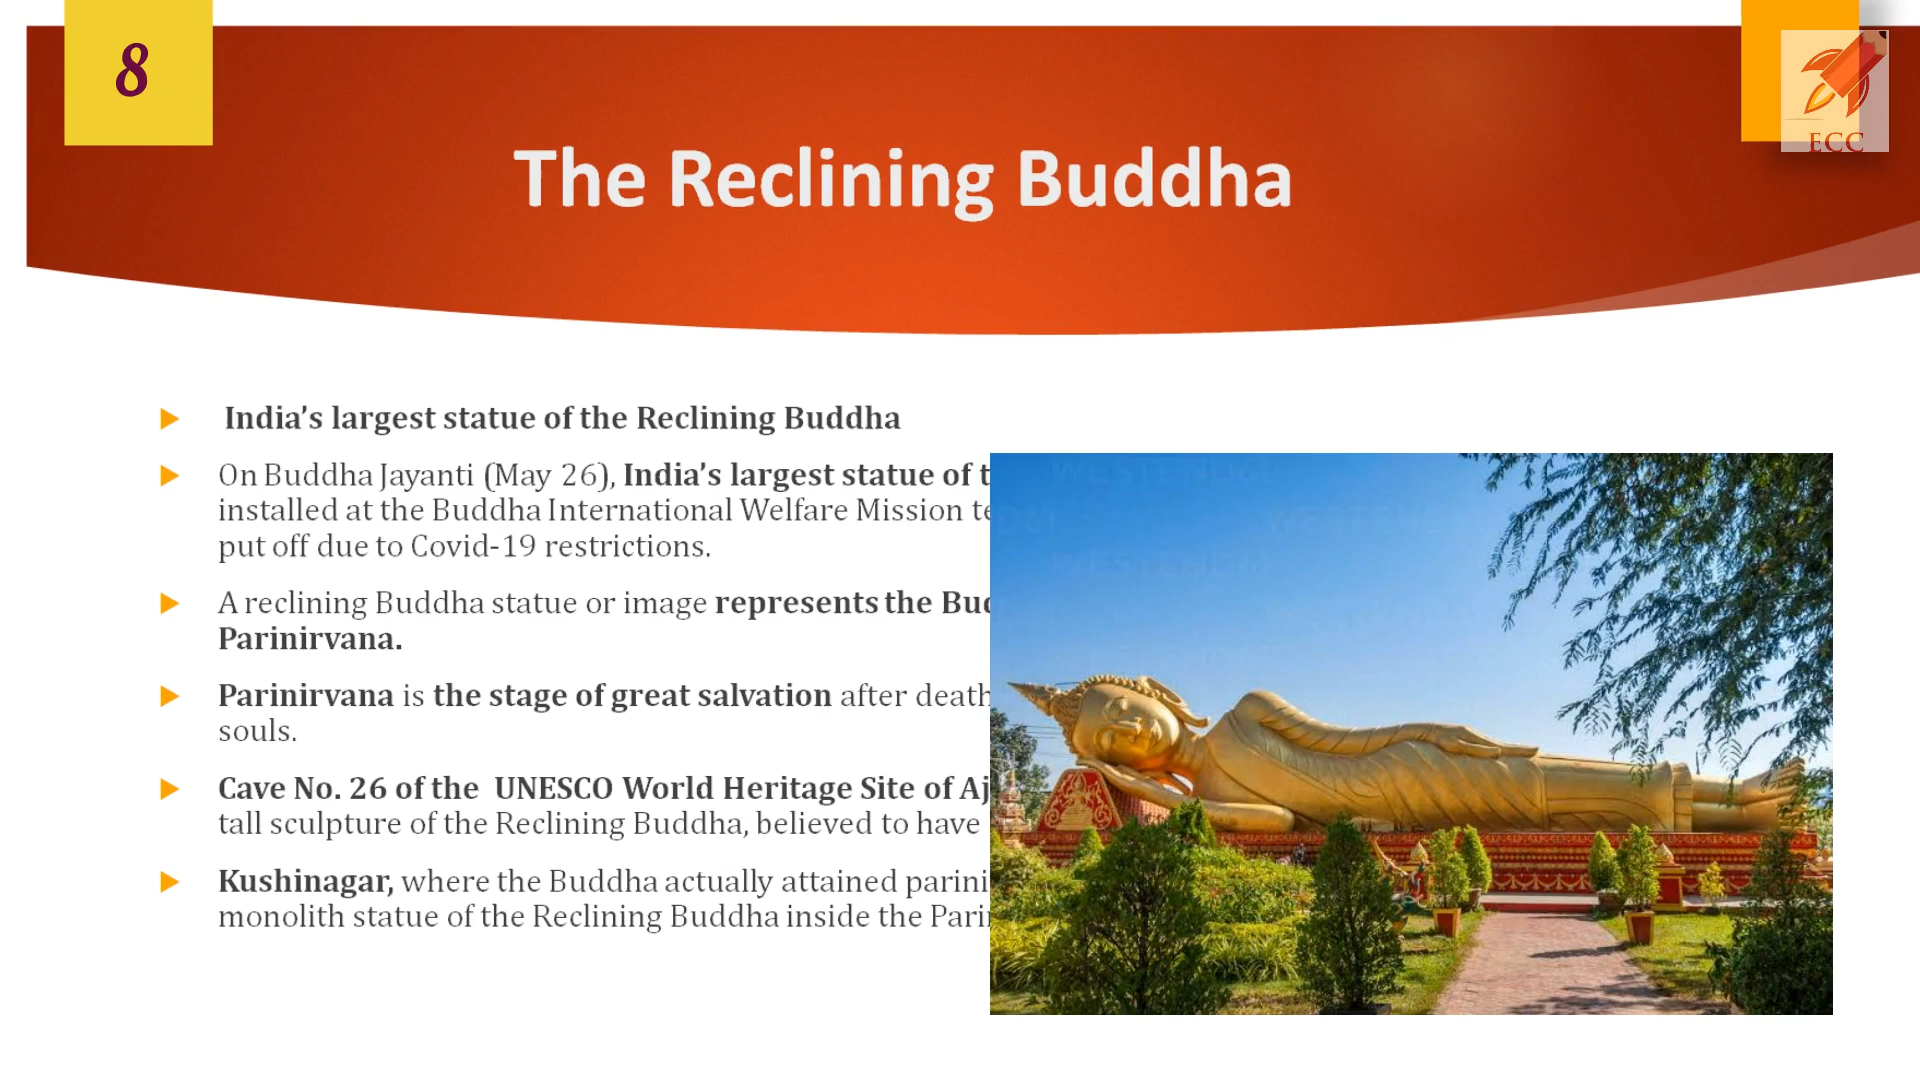 8
ECC
The Reclining Buddha
India's largest statue of the Reclining Buddha
On Buddha Jayanti (May 26), India's largest statue of t
installed at the Buddha International Welfare Mission te
put off due to Covid-19 restrictions.
A reclining Buddha statue or image represents the Bud
Parinirvana.
Parinirvana is the stage of great salvation after death
souls.
Cave No. 26 of the UNESCO World Heritage Site of Aj
tall sculpture of the Reclining Buddha, believed to have
Kushinagar, where the Buddha actually attained parini
monolith statue of the Reclining Buddha inside the Pari